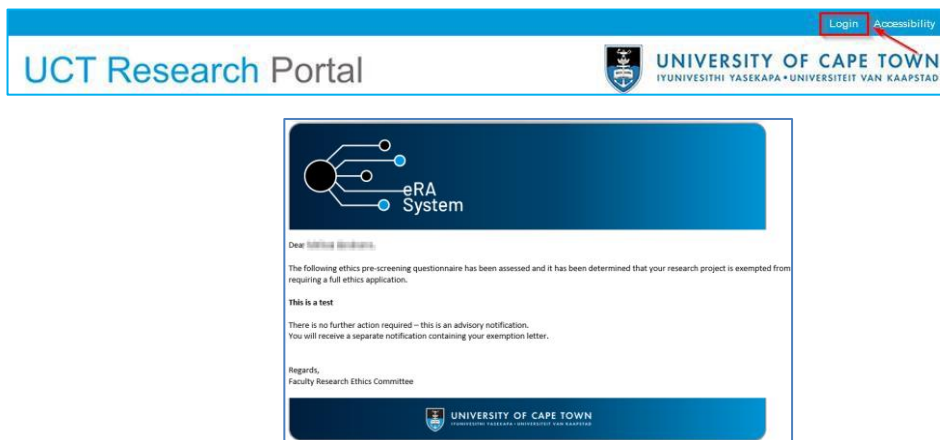 Login Accessibility
UCT Research Portal
UNIVERSITY OF CAPE TOWN
IYUNIVESITHI YASEKAPA • UNIVERSITEIT VAN KAAPSTAD
eRA
System
Dear
The following ethics pre-screening questionnaire has been assessed and it has been determined that your research project is exempted from
requiring a full ethics application.
This is a test
There is no further action required – this is an advisory notification.
You will receive a separate notification containing your exemption letter.
Regards,
Faculty Research Ethics Committee
UNIVERSITY OF CAPE TOWN
IYUNIVESITHI YASEKAPA • UNIVERSITEIT VAN KAAPSTAD